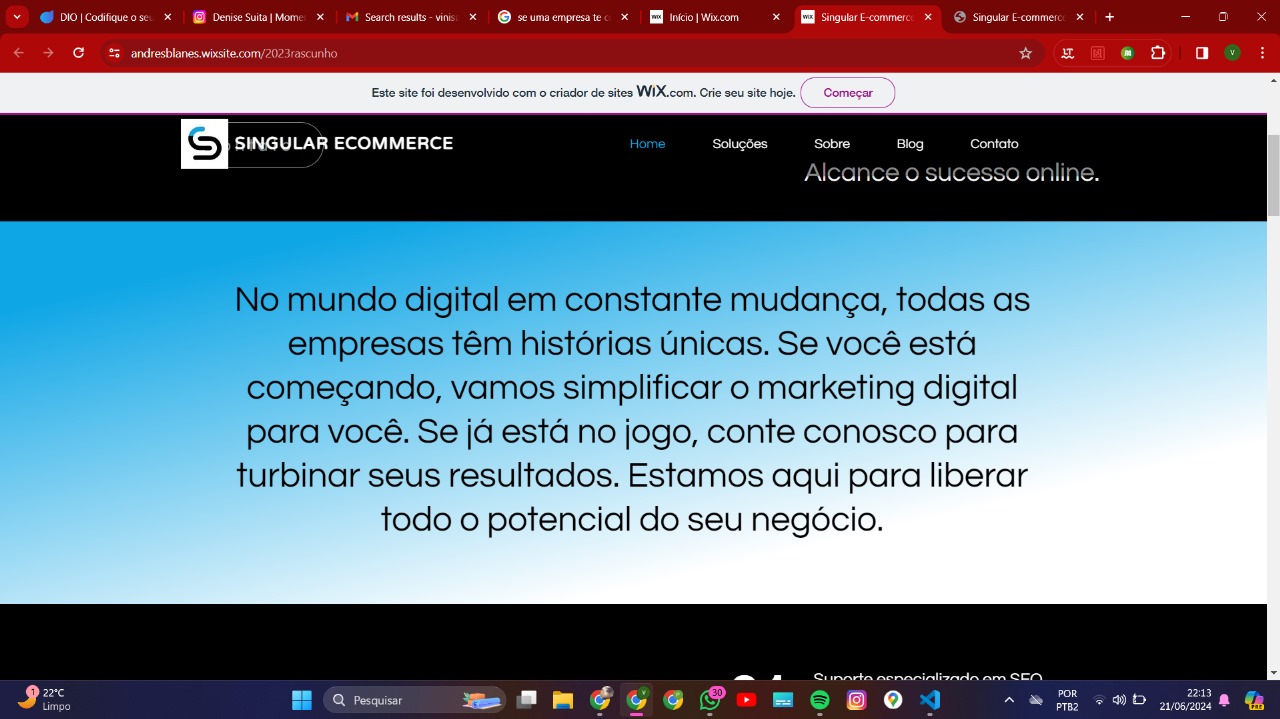 DIO | Codifique o seu
Denise Suita | Mome
Search results - vinis
se uma empresa te c
Início | Wix.com
Singular E-commerce
Singular E-commerce
andresblanes.wixsite.com/2023rascunho
Este site foi desenvolvido com o criador de sites WiX.com. Crie seu site hoje.
Começar
SINGULAR ECOMMERCE
Home
Soluções
Sobre
Blog
Contato
Alcance o sucesso online.
No mundo digital em constante mudança, todas as
empresas têm histórias únicas. Se você está
começando, vamos simplificar o marketing digital
para você. Se já está no jogo, conte conosco para
turbinar seus resultados. Estamos aqui para liberar
todo o potencial do seu negócio.
Suporte especializado em SEO
1
22°C
Limpo
Pesquisar
30
POR
PTB2
22:13
21/06/2024